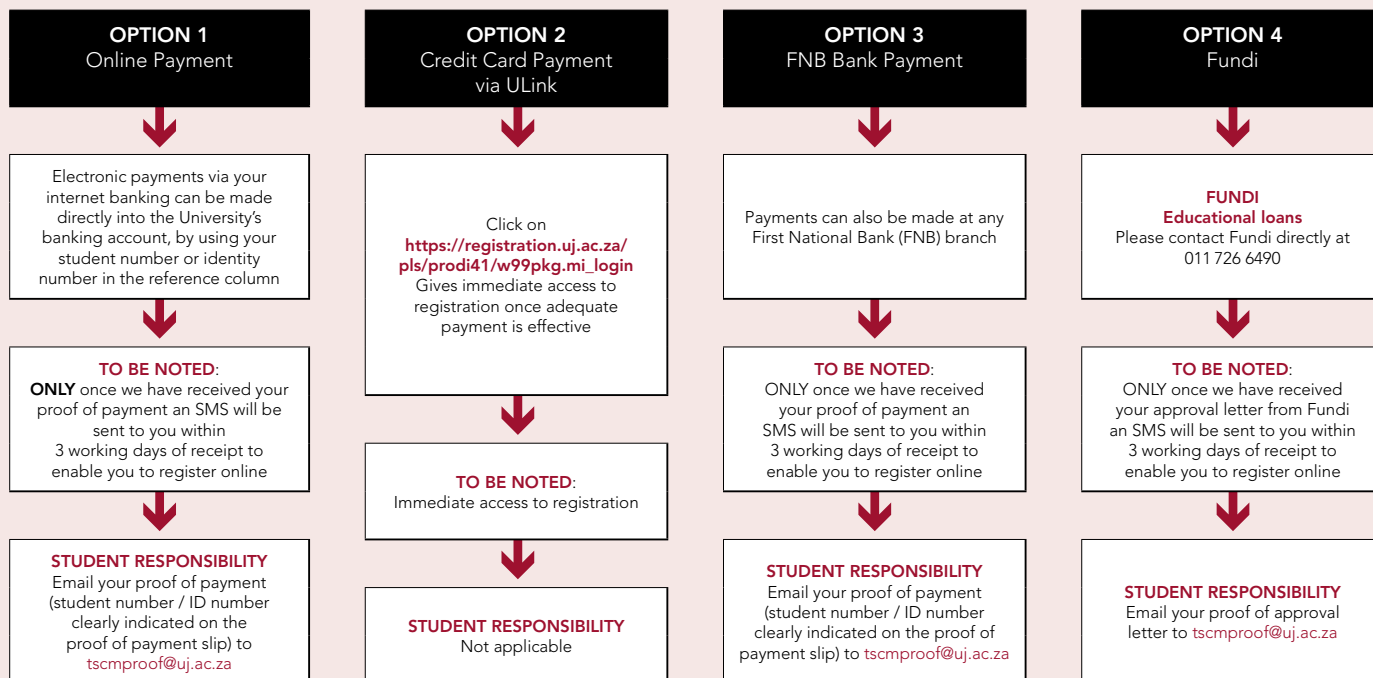 OPTION 1
Online Payment
Electronic payments via your
internet banking can be made
directly into the University's
banking account, by using your
student number or identity
number in the reference column
TO BE NOTED:
ONLY once we have received your
proof of payment an SMS will be
sent to you within
3 working days of receipt to
enable you to register online
STUDENT RESPONSIBILITY
Email your proof of payment
(student number / ID number
clearly indicated on the
proof of payment slip) to
tscmproof@uj.ac.za
OPTION 2
Credit Card Payment
via ULink
Click on
https://registration.uj.ac.za/
pls/prodi41/w99pkg.mi_login
Gives immediate access to
registration once adequate
payment is effective
TO BE NOTED:
Immediate access to registration
STUDENT RESPONSIBILITY
Not applicable
OPTION 3
FNB Bank Payment
Payments can also be made at any
First National Bank (FNB) branch
TO BE NOTED:
ONLY once we have received
your proof of payment an
SMS will be sent to you within
3 working days of receipt to
enable you to register online
STUDENT RESPONSIBILITY
Email your proof of payment
(student number / ID number
clearly indicated on the proof of
payment slip) to tscmproof@uj.ac.za
OPTION 4
Fundi
FUNDI
Educational loans
Please contact Fundi directly at
011 726 6490
TO BE NOTED:
ONLY once we have received
your approval letter from Fundi
an SMS will be sent to you within
3 working days of receipt to
enable you to register online
STUDENT RESPONSIBILITY
Email your proof of approval
letter to tscmproof@uj.ac.za